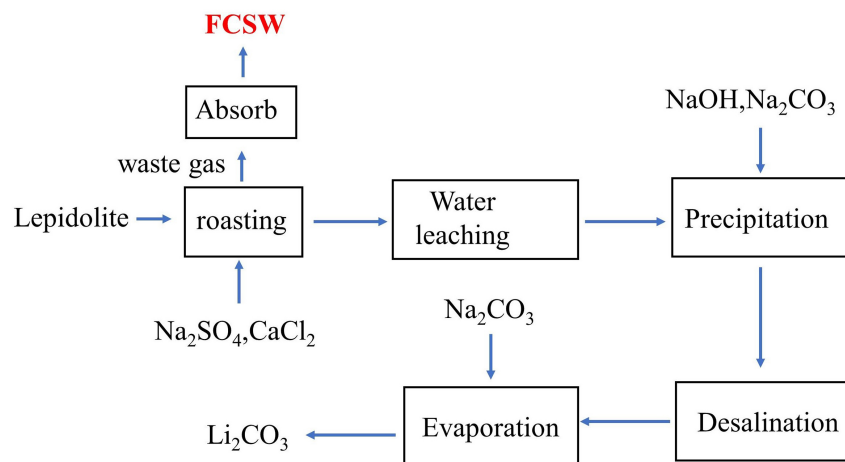 FCSW
Absorb
NaOH,Na₂CO₃
waste gas
Lepidolite
roasting
Water
leaching
Precipitation
Na₂SO₄,CaCl₂
Na₂CO₃
Li₂CO₃
Evaporation
Desalination